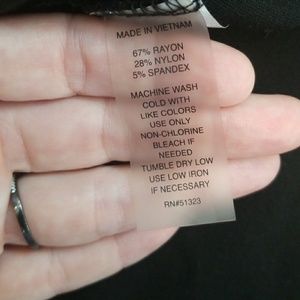 MADE IN VIETNAM
67% RAYON
28% NYLON
5% SPANDEX
MACHINE WASH
COLD WITH
LIKE COLORS
USE ONLY
NON-CHLORINE
BLEACH IF
NEEDED
TUMBLE DRY LOW
USE LOW IRON
IF NECESSARY
RN#51323